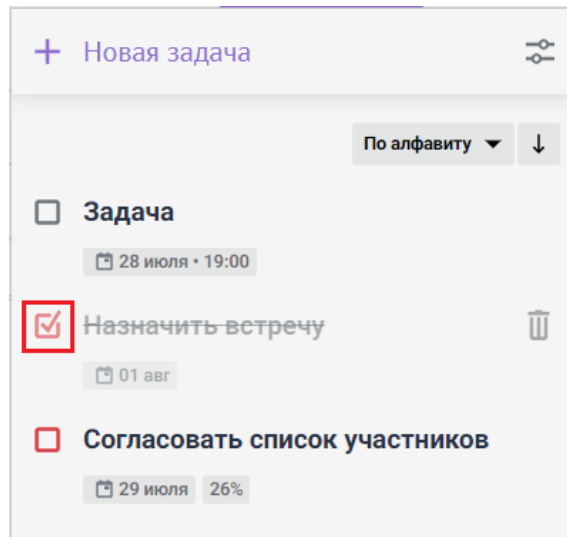 Новая задача
По алфавиту
Задача
28 июля • 19:00
Назначить встречу
01 авг
Согласовать список участников
29 июля 26%